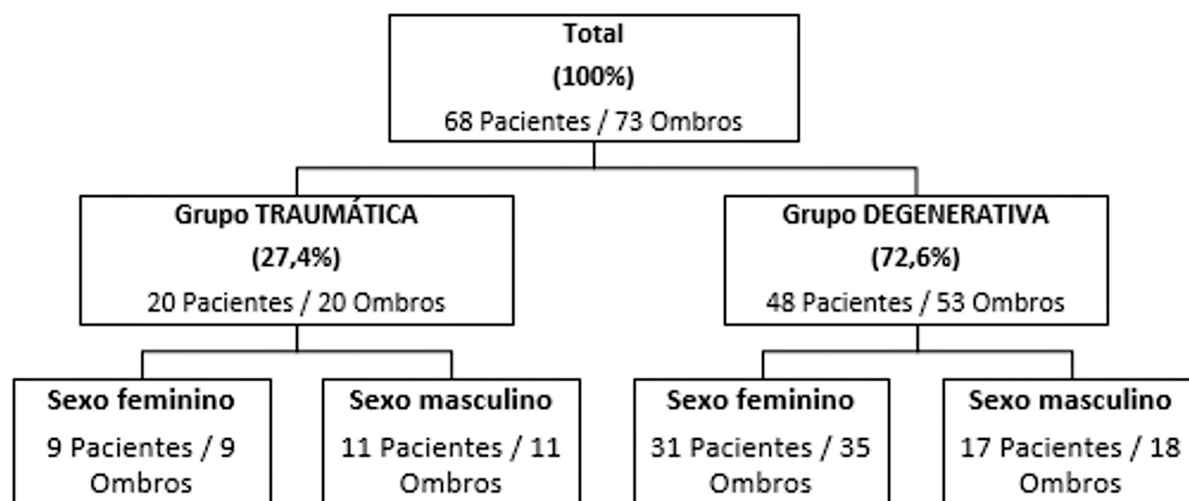 Total
(100%)
68 Pacientes / 73 Ombros
Grupo TRAUMÁTICA
(27,4%)
20 Pacientes / 20 Ombros
Grupo DEGENERATIVA
(72,6%)
48 Pacientes / 53 Ombros
Sexo feminino
9 Pacientes / 9
Ombros
Sexo masculino
11 Pacientes / 11
Ombros
Sexo feminino
31 Pacientes / 35
Ombros
Sexo masculino
17 Pacientes / 18
Ombros